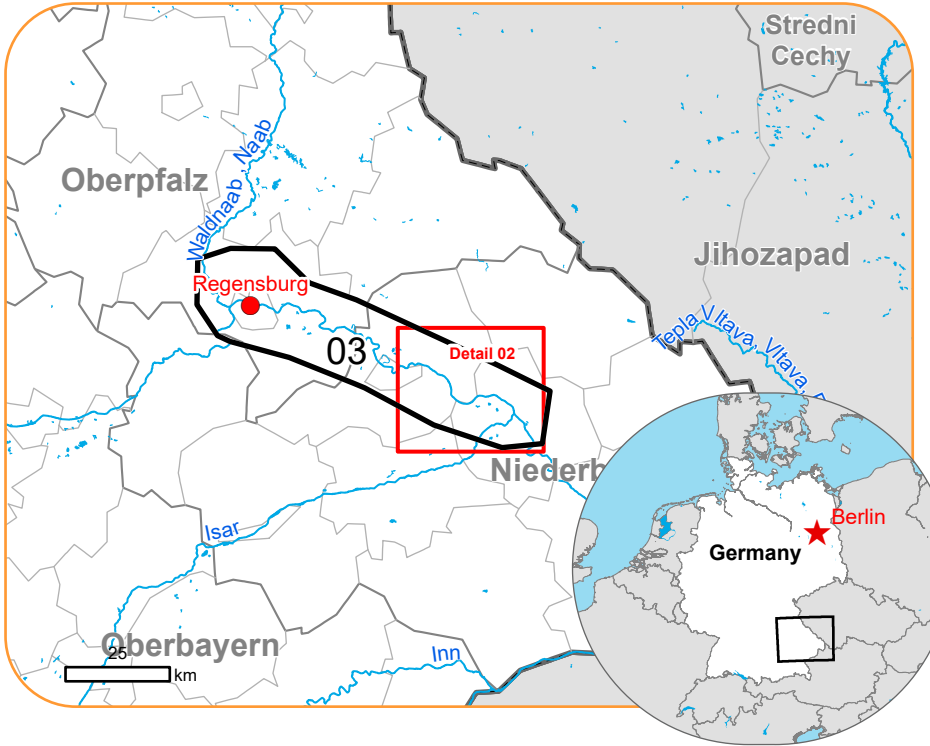 Stredni
Cechy
Oberpfalz
Waldnaab , Naab
Jihozapad
Regensburg
Tepla Vltava, Vltava,
03
Detail 02
Niederb
Isar
Berlin
Germany
Oberbayern
25
km
Inn